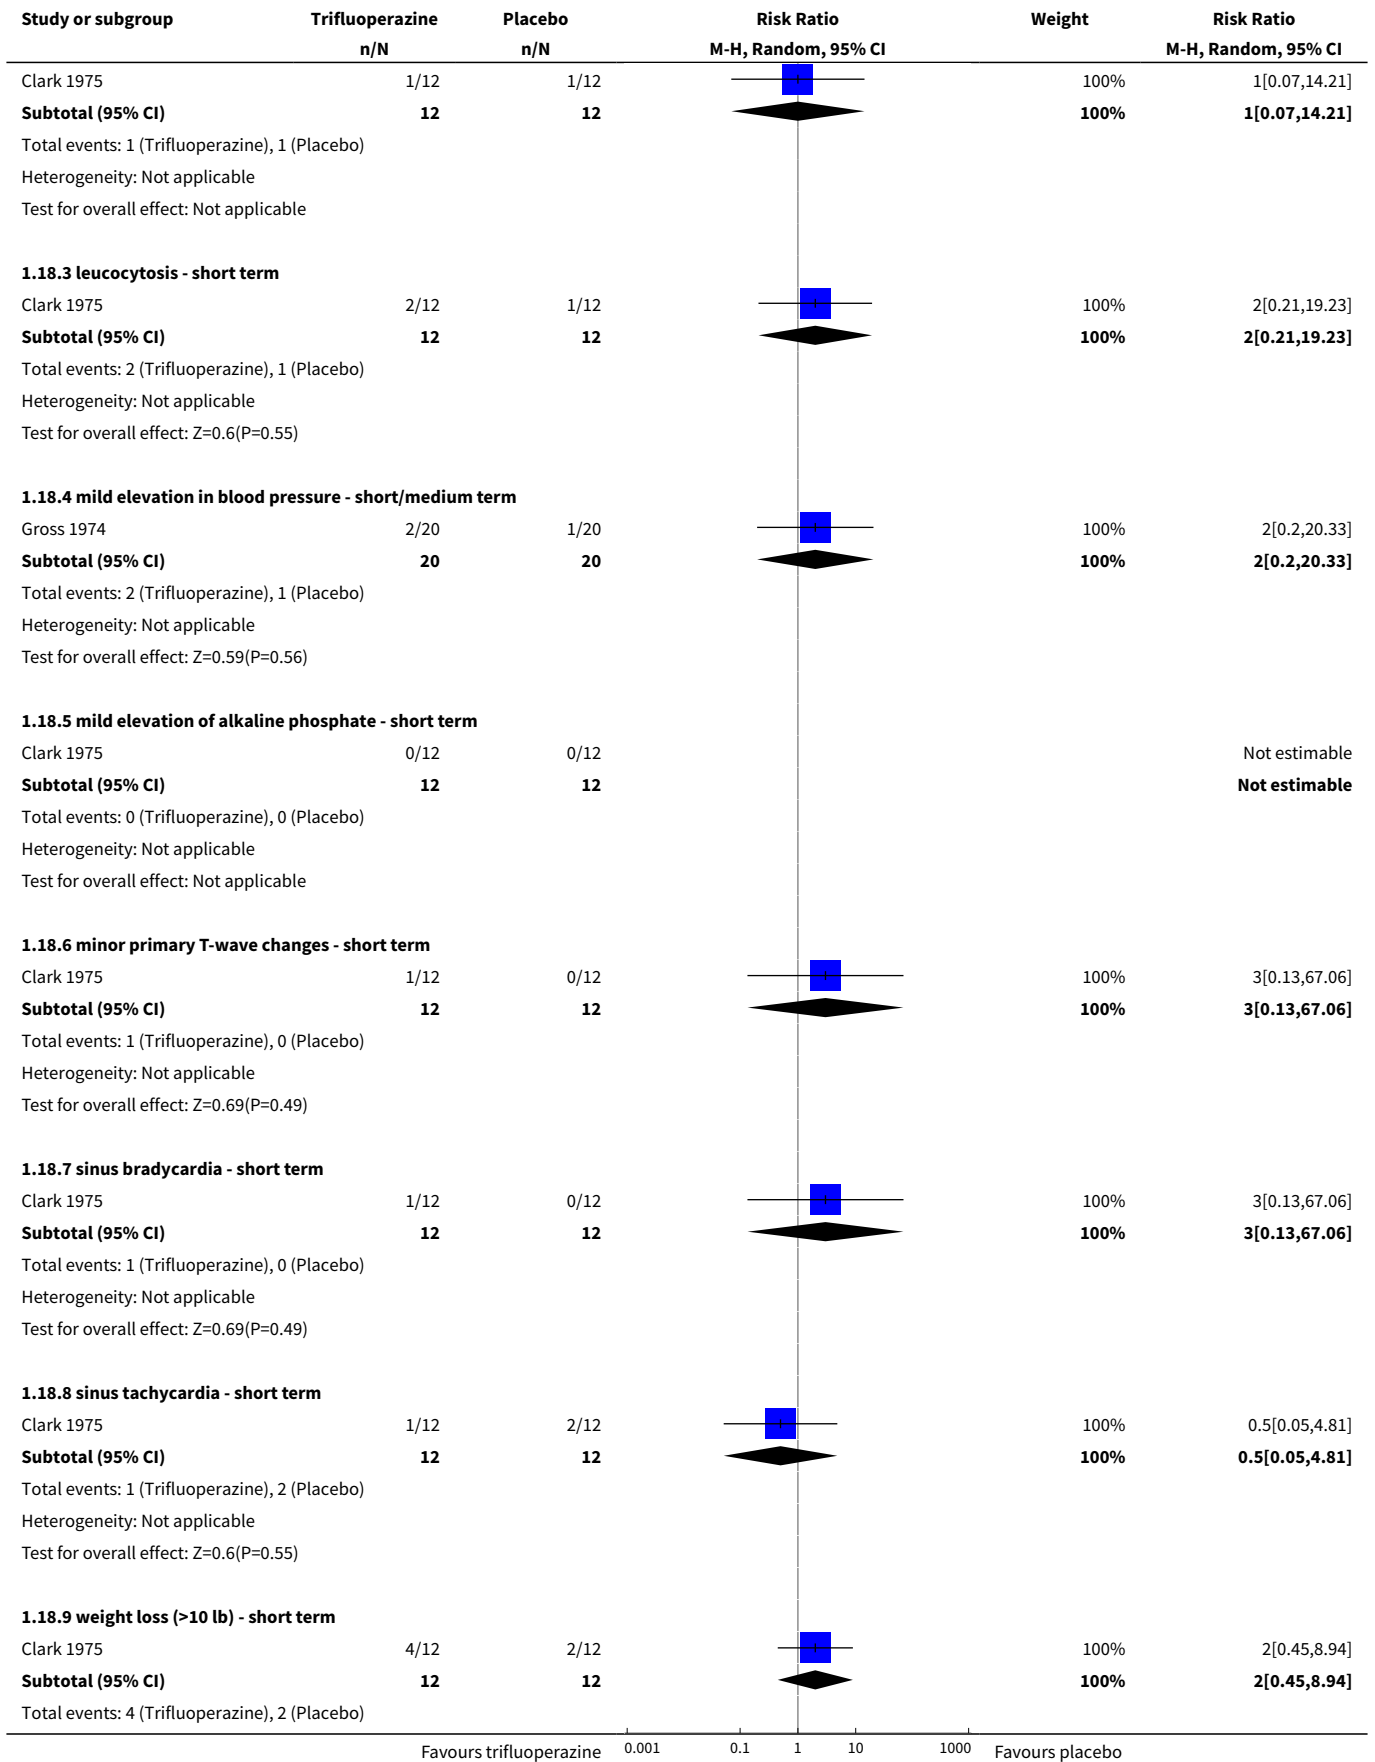 Study or subgroup Trifluoperazine Placebo Risk Ratio Weight Risk Ratio
n/N n/N M-H, Random, 95% CI M-H, Random, 95% CI
Clark 1975 1/12 1/12 100% 1[0.07,14.21]
Subtotal (95% CI) 12 12 100% 1[0.07,14.21]
Total events: 1 (Trifluoperazine), 1 (Placebo)
Heterogeneity: Not applicable
Test for overall effect: Not applicable
1.18.3 leucocytosis - short term
Clark 1975 2/12 1/12 100% 2[0.21,19.23]
Subtotal (95% CI) 12 12 100% 2[0.21,19.23]
Total events: 2 (Trifluoperazine), 1 (Placebo)
Heterogeneity: Not applicable
Test for overall effect: Z=0.6(P=0.55)
1.18.4 mild elevation in blood pressure - short/medium term
Gross 1974 2/20 1/20 100% 2[0.2,20.33]
Subtotal (95% CI) 20 20 100% 2[0.2,20.33]
Total events: 2 (Trifluoperazine), 1 (Placebo)
Heterogeneity: Not applicable
Test for overall effect: Z=0.59(P=0.56)
1.18.5 mild elevation of alkaline phosphate - short term
Clark 1975 0/12 0/12 Not estimable
Subtotal (95% CI) 12 12 Not estimable
Total events: 0 (Trifluoperazine), 0 (Placebo)
Heterogeneity: Not applicable
Test for overall effect: Not applicable
1.18.6 minor primary T-wave changes - short term
Clark 1975 1/12 0/12 100% 3[0.13,67.06]
Subtotal (95% CI) 12 12 100% 3[0.13,67.06]
Total events: 1 (Trifluoperazine), 0 (Placebo)
Heterogeneity: Not applicable
Test for overall effect: Z=0.69(P=0.49)
1.18.7 sinus bradycardia - short term
Clark 1975 1/12 0/12 100% 3[0.13,67.06]
Subtotal (95% CI) 12 12 100% 3[0.13,67.06]
Total events: 1 (Trifluoperazine), 0 (Placebo)
Heterogeneity: Not applicable
Test for overall effect: Z=0.69(P=0.49)
1.18.8 sinus tachycardia - short term
Clark 1975 1/12 2/12 100% 0.5[0.05,4.81]
Subtotal (95% CI) 12 12 100% 0.5[0.05,4.81]
Total events: 1 (Trifluoperazine), 2 (Placebo)
Heterogeneity: Not applicable
Test for overall effect: Z=0.6(P=0.55)
1.18.9 weight loss (>10 lb) - short term
Clark 1975 4/12 2/12 100% 2[0.45,8.94]
Subtotal (95% CI) 12 12 100% 2[0.45,8.94]
Total events: 4 (Trifluoperazine), 2 (Placebo)
Favours trifluoperazine 0.001 0.1 1 10 1000 Favours placebo